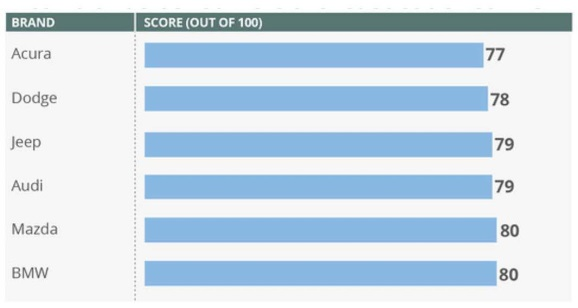 BRAND SCORE (OUT OF 100)
Acura 77
Dodge 78
Jeep 79
Audi 79
Mazda 80
BMW 80